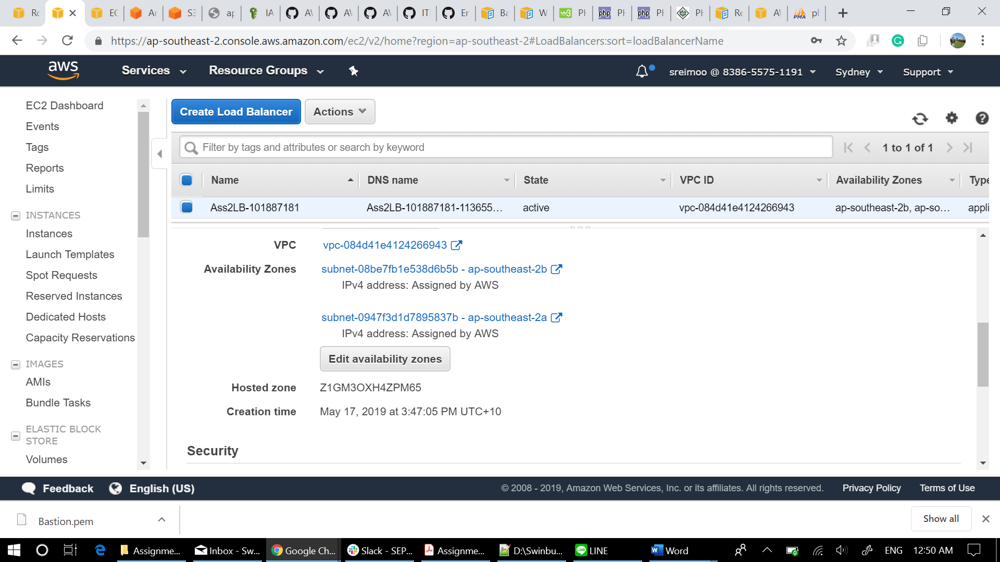 Rc
EC
Ar
S3
ap
IA
AV
AV
AV
IT
Er
Ba
W
PH
PH
PH
PH
Re
AV
ph
https://ap-southeast-2.console.aws.amazon.com/ec2/v2/home?region=ap-southeast-2#LoadBalancers:sort=loadBalancerName
aws
Services
Resource Groups
sreimoo @ 8386-5575-1191
Sydney
Support
EC2 Dashboard
Events
Tags
Reports
Limits
INSTANCES
Instances
Launch Templates
Spot Requests
Reserved Instances
Dedicated Hosts
Capacity Reservations
IMAGES
AMIs
Bundle Tasks
ELASTIC BLOCK
STORE
Volumes
Create Load Balancer
Actions
Filter by tags and attributes or search by keyword
1 to 1 of 1
Name
DNS name
State
VPC ID
Availability Zones
Type
Ass2LB-101887181
Ass2LB-101887181-113655…
active
vpc-084d41e4124266943
ap-southeast-2b, ap-so…
appli
VPC
vpc-084d41e4124266943
Availability Zones
subnet-08be7fb1e538d6b5b - ap-southeast-2b
IPv4 address: Assigned by AWS
subnet-0947f3d1d7895837b - ap-southeast-2a
IPv4 address: Assigned by AWS
Edit availability zones
Hosted zone
Z1GM3OXH4ZPM65
Creation time
May 17, 2019 at 3:47:05 PM UTC+10
Security
Feedback
English (US)
© 2008 - 2019, Amazon Web Services, Inc. or its affiliates. All rights reserved.
Privacy Policy
Terms of Use
Bastion.pem
Show all
Assignme...
Inbox - Sw...
Google Ch...
Slack - SEP...
Assignme...
D:\Swinbu...
LINE
Word
ENG
12:50 AM